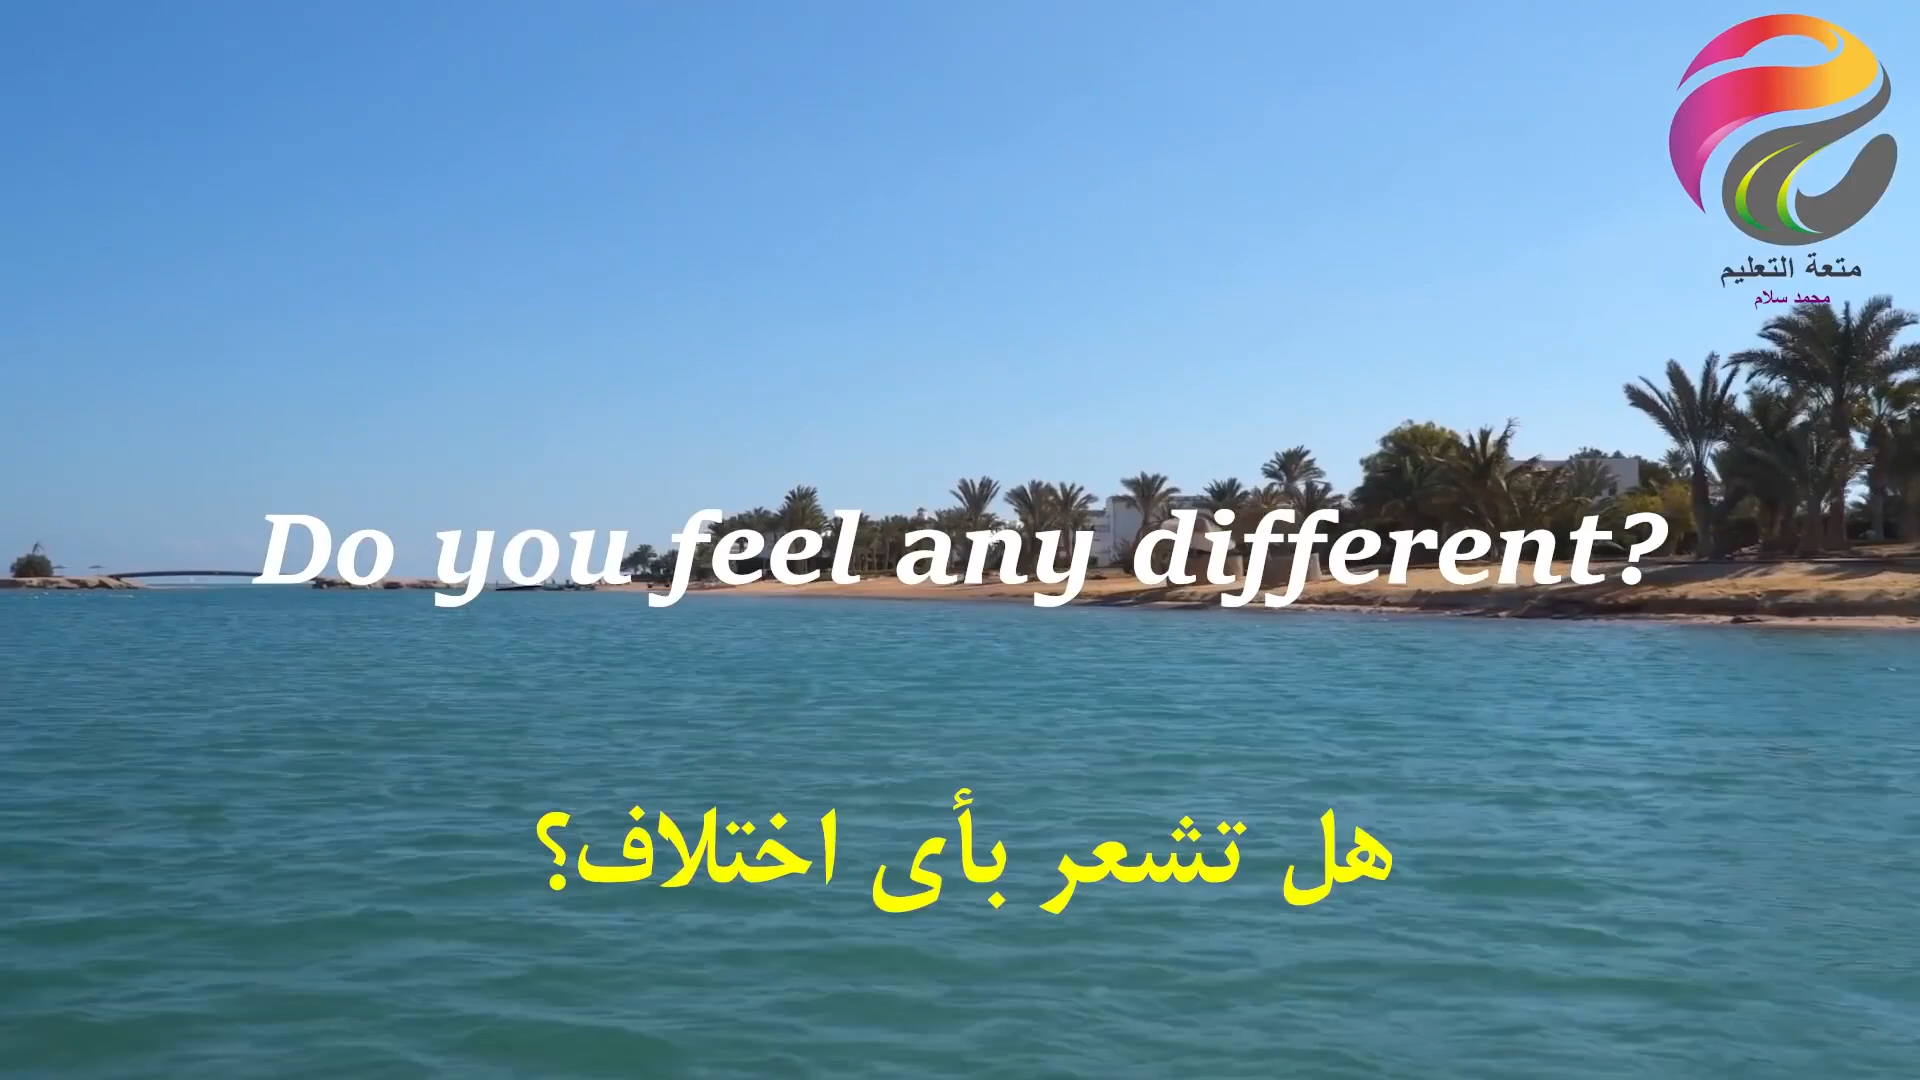 متعة التعليم
محمد سلام
Do you feel any different?
هل تشعر بأى اختلاف؟